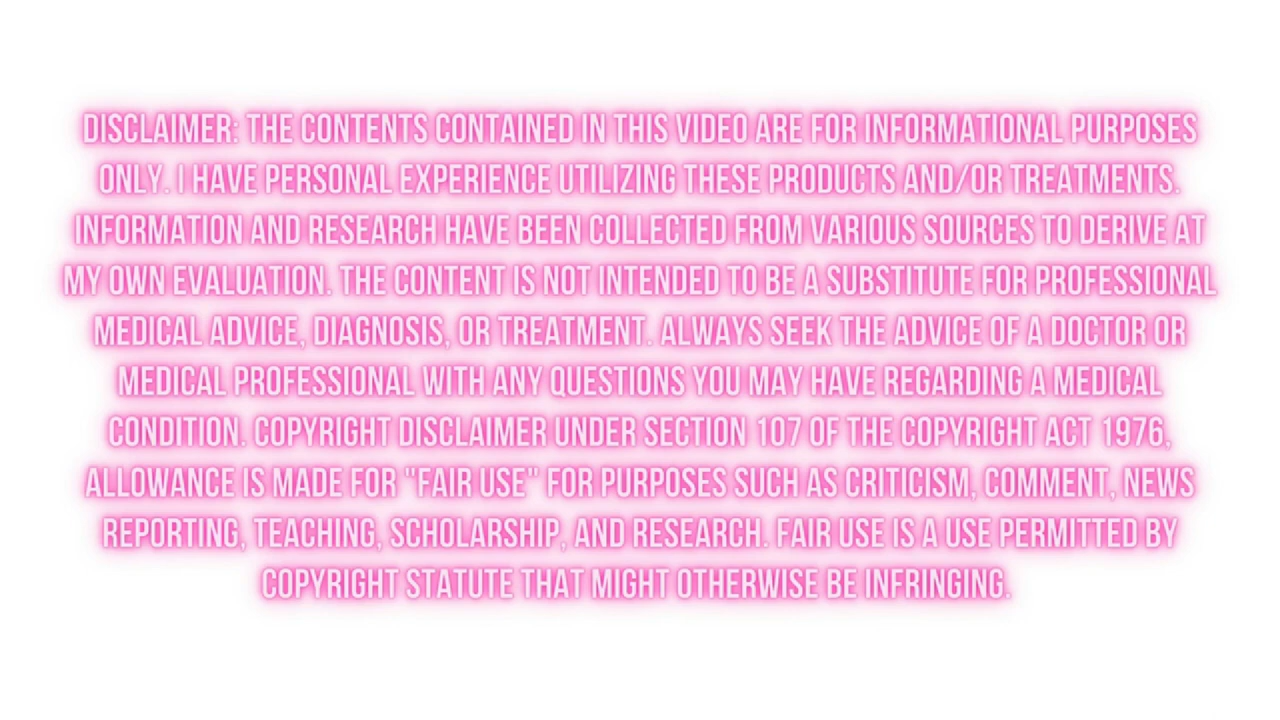 DISCLAIMER: THE CONTENTS CONTAINED IN THIS VIDEO ARE FOR INFORMATIONAL PURPOSES
ONLY. I HAVE PERSONAL EXPERIENCE UTILIZING THESE PRODUCTS AND/OR TREATMENTS.
INFORMATION AND RESEARCH HAVE BEEN COLLECTED FROM VARIOUS SOURCES TO DERIVE AT
MY OWN EVALUATION. THE CONTENT IS NOT INTENDED TO BE A SUBSTITUTE FOR PROFESSIONAL
MEDICAL ADVICE, DIAGNOSIS, OR TREATMENT. ALWAYS SEEK THE ADVICE OF A DOCTOR OR
MEDICAL PROFESSIONAL WITH ANY QUESTIONS YOU MAY HAVE REGARDING A MEDICAL
CONDITION. COPYRIGHT DISCLAIMER UNDER SECTION 107 OF THE COPYRIGHT ACT 1976,
ALLOWANCE IS MADE FOR "FAIR USE" FOR PURPOSES SUCH AS CRITICISM, COMMENT, NEWS
REPORTING, TEACHING, SCHOLARSHIP, AND RESEARCH. FAIR USE IS A USE PERMITTED BY
COPYRIGHT STATUTE THAT MIGHT OTHERWISE BE INFRINGING.